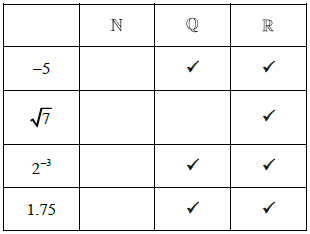 ℕ ℚ ℝ
−5 ✓ ✓
√7 ✓
2⁻³ ✓ ✓
1.75 ✓ ✓